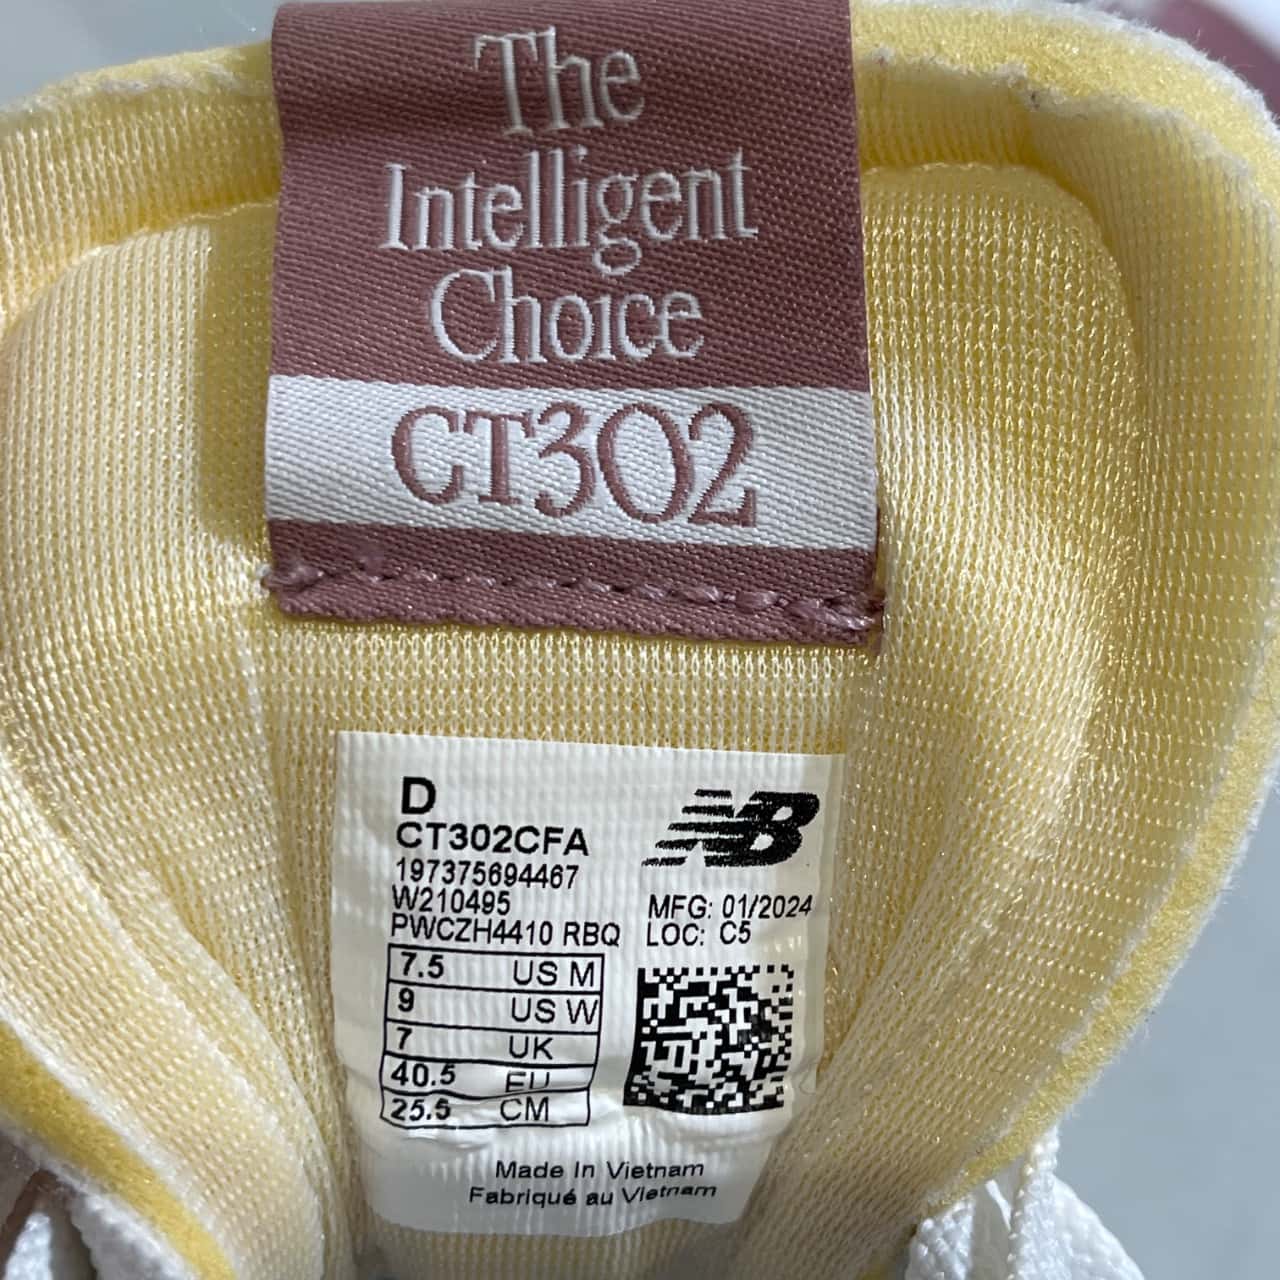 The
Intelligent
Choice
CT302
D
CT302CFA
197375694467
W210495
PWCZH4410 RBQ
NB
MFG: 01/2024
LOC: C5
7.5 US M
9 US W
7 UK
40.5 EU
25.5 CM
Made In Vietnam
Fabriqué au Vietnam